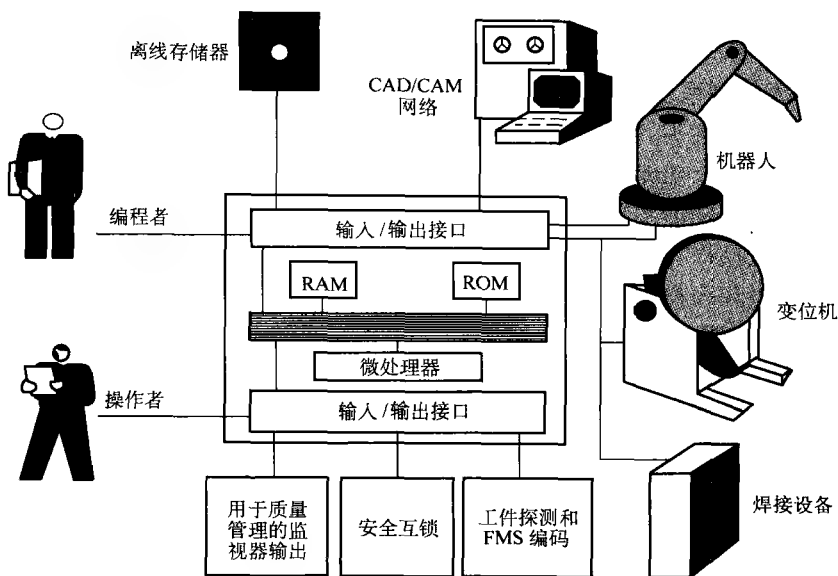 离线存储器
CAD/CAM
网络
机器人
编程者
输入/输出接口
RAM
ROM
变位机
微处理器
操作者
输入/输出接口
用于质量
管理的监
视器输出
安全互锁
工件探测和
FMS 编码
焊接设备